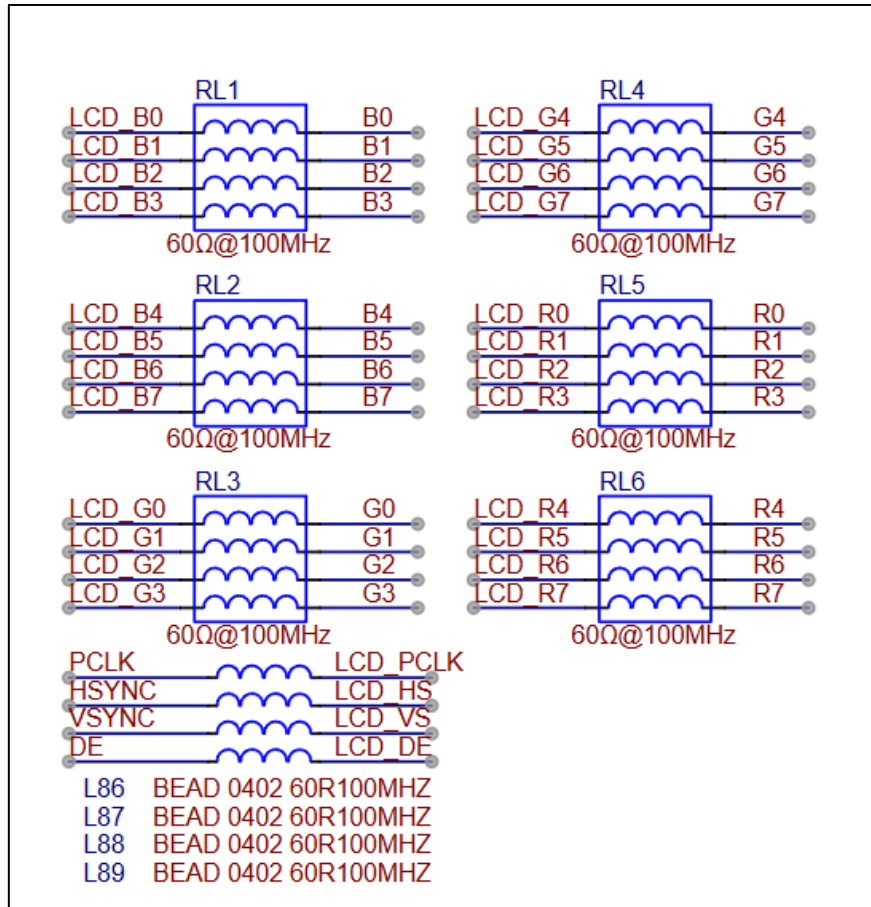 RL1
LCD_B0 B0
LCD_B1 B1
LCD_B2 B2
LCD_B3 B3
60Ω@100MHz
RL4
LCD_G4 G4
LCD_G5 G5
LCD_G6 G6
LCD_G7 G7
60Ω@100MHz
RL2
LCD_B4 B4
LCD_B5 B5
LCD_B6 B6
LCD_B7 B7
60Ω@100MHz
RL5
LCD_R0 R0
LCD_R1 R1
LCD_R2 R2
LCD_R3 R3
60Ω@100MHz
RL3
LCD_G0 G0
LCD_G1 G1
LCD_G2 G2
LCD_G3 G3
60Ω@100MHz
RL6
LCD_R4 R4
LCD_R5 R5
LCD_R6 R6
LCD_R7 R7
60Ω@100MHz
PCLK LCD_PCLK
HSYNC LCD_HS
VSYNC LCD_VS
DE LCD_DE
L86 BEAD 0402 60R100MHZ
L87 BEAD 0402 60R100MHZ
L88 BEAD 0402 60R100MHZ
L89 BEAD 0402 60R100MHZ